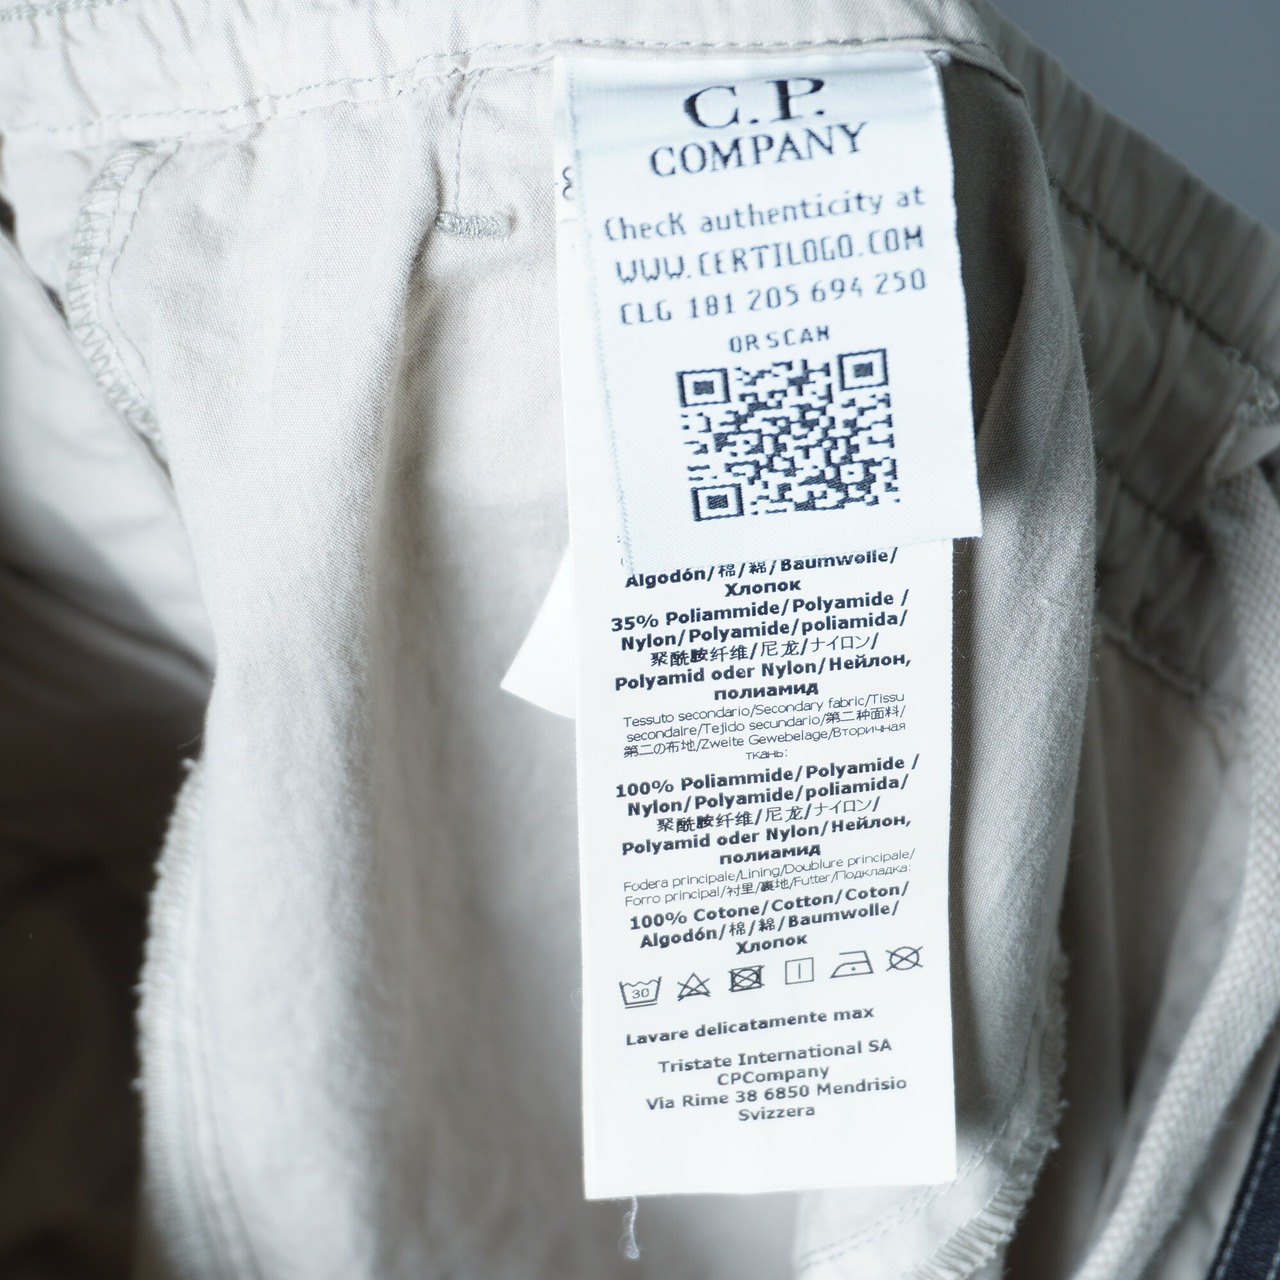 C.P.
COMPANY
Check authenticity at
WWW.CERTILOGO.COM
CLG 181 205 694 250
OR SCAN
Algodón/棉/綿/Baumwolle/
Хлопок
35% Poliammide/Polyamide /
Nylon/Polyamide/poliamida/
聚酰胺纤维/尼龙/ナイロン/
Polyamid oder Nylon/Нейлон,
полиамид
Tessuto secondario/Secondary fabric/Tissu
secondaire/Tejido secundario/第二种面料/
第二の布地/Zweite Gewebelage/Вторичная
ткань:
100% Poliammide/Polyamide /
Nylon/Polyamide/poliamida/
聚酰胺纤维/尼龙/ナイロン/
Polyamid oder Nylon/Нейлон,
полиамид
Fodera principale/Lining/Doublure principale/
Forro principal/衬里/裏地/Futter/Подкладка:
100% Cotone/Cotton/Coton/
Algodón/棉/綿/Baumwolle/
Хлопок
30
Lavare delicatamente max
Tristate International SA
CPCompany
Via Rime 38 6850 Mendrisio
Svizzera